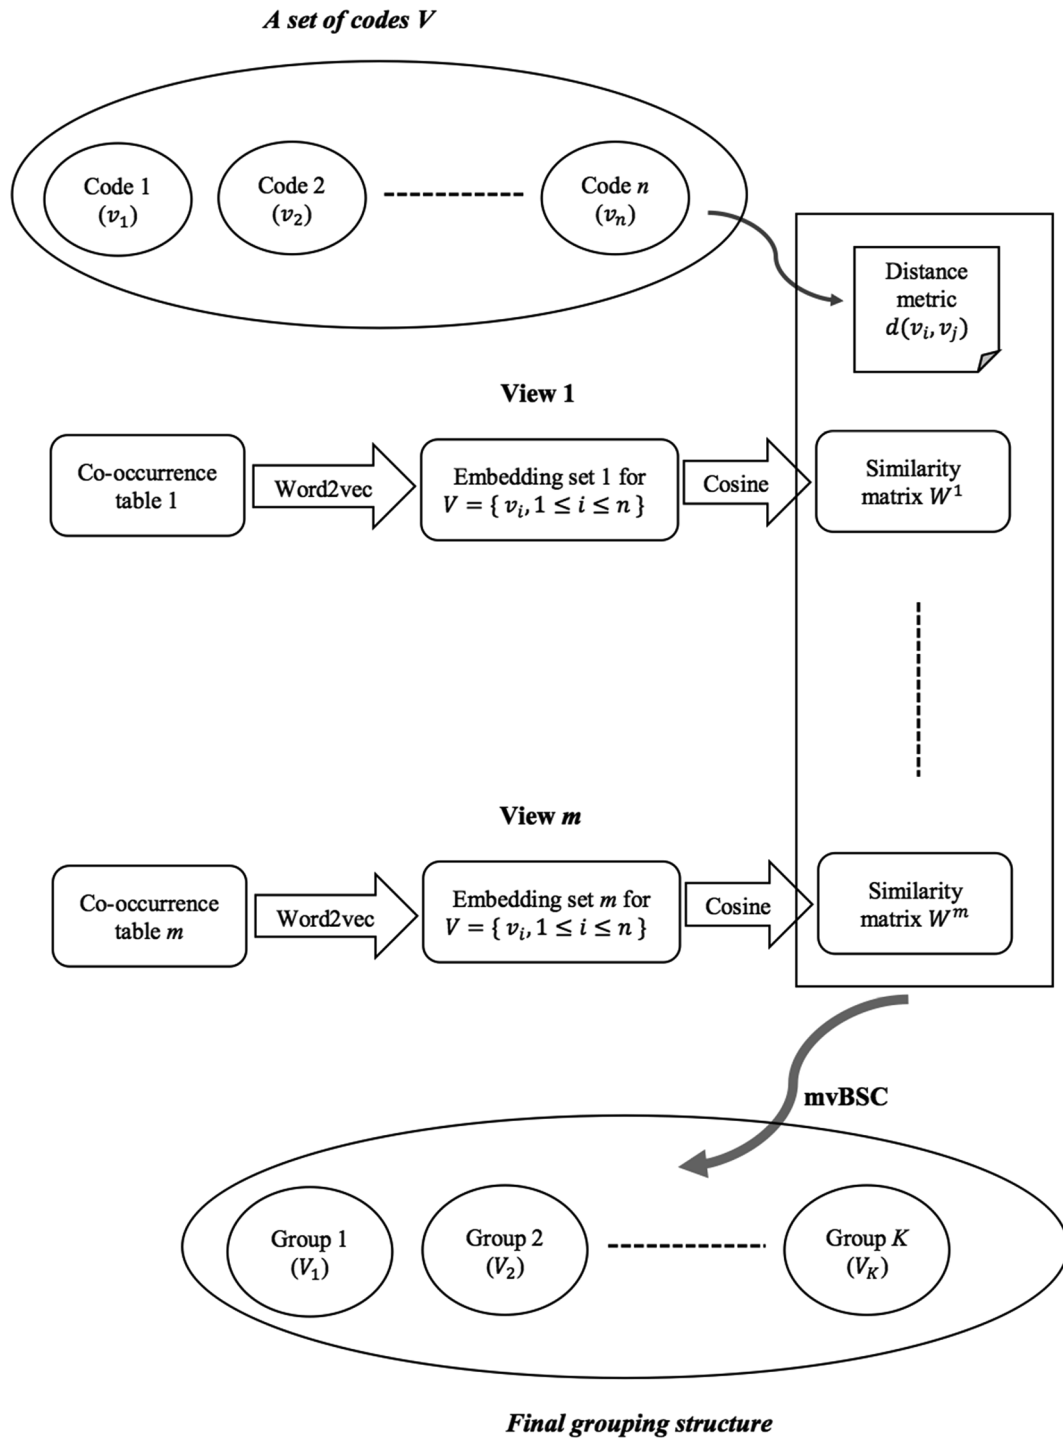 A set of codes V
Code 1
(v₁)
Code 2
(v₂)
Code n
(vₙ)
Distance
metric
d(vᵢ, vⱼ)
View 1
Co-occurrence
table 1
Word2vec
Embedding set 1 for
V = { vᵢ, 1 ≤ i ≤ n }
Cosine
Similarity
matrix W¹
View m
Co-occurrence
table m
Word2vec
Embedding set m for
V = { vᵢ, 1 ≤ i ≤ n }
Cosine
Similarity
matrix Wᵐ
mvBSC
Group 1
(V₁)
Group 2
(V₂)
Group K
(V_K)
Final grouping structure